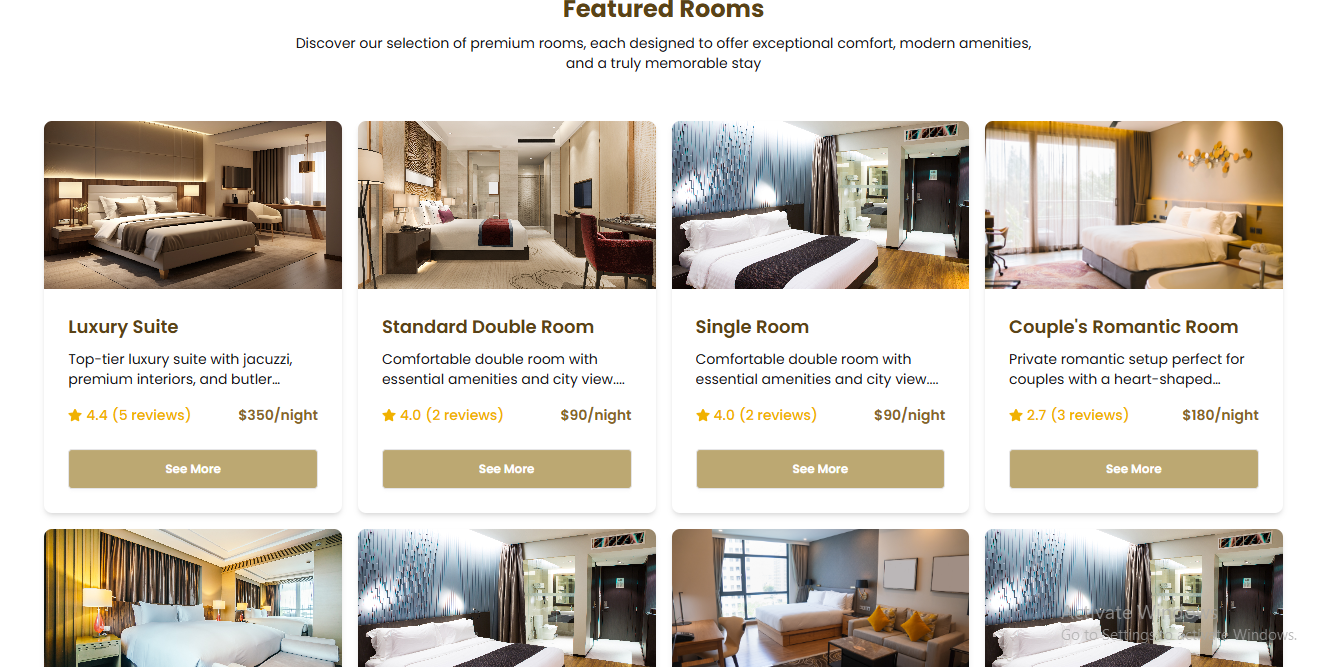 Featured Rooms
Discover our selection of premium rooms, each designed to offer exceptional comfort, modern amenities,
and a truly memorable stay
Luxury Suite
Top-tier luxury suite with jacuzzi,
premium interiors, and butler...
4.4 (5 reviews)
$350/night
See More
Standard Double Room
Comfortable double room with
essential amenities and city view....
4.0 (2 reviews)
$90/night
See More
Single Room
Comfortable double room with
essential amenities and city view....
4.0 (2 reviews)
$90/night
See More
Couple's Romantic Room
Private romantic setup perfect for
couples with a heart-shaped...
2.7 (3 reviews)
$180/night
See More
Activate Windows
Go to Settings to activate Windows.